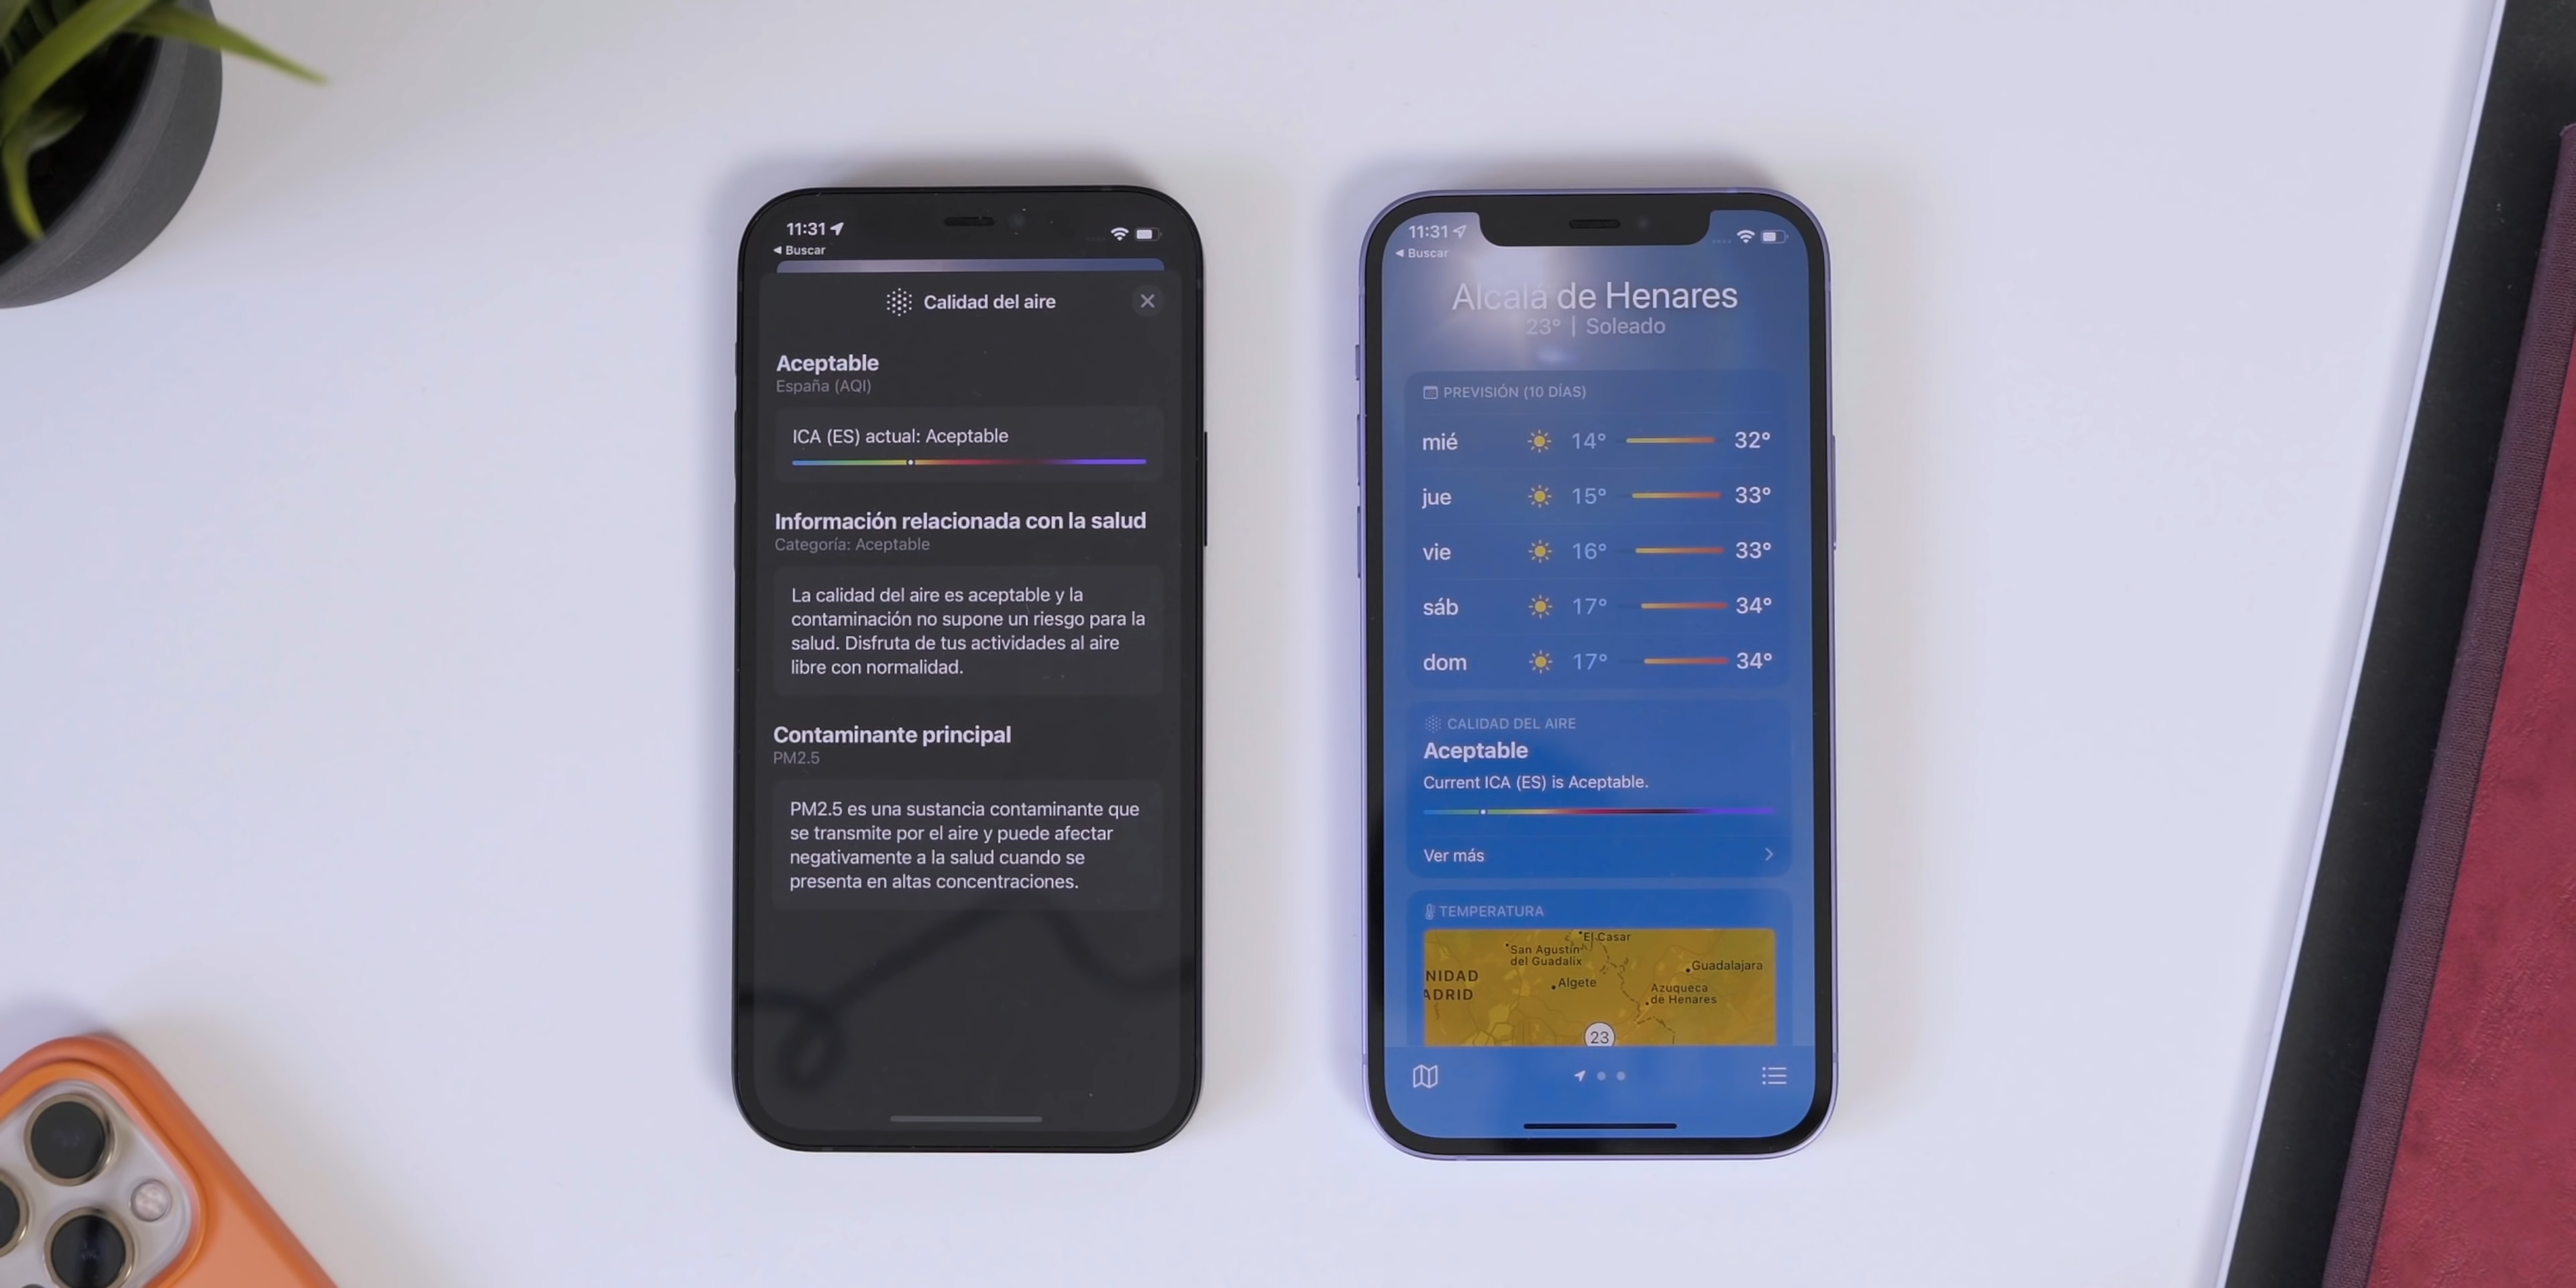 11:31
Buscar
Calidad del aire
Aceptable
España (AQI)
ICA (ES) actual: Aceptable
Información relacionada con la salud
Categoría: Aceptable
La calidad del aire es aceptable y la
contaminación no supone un riesgo para la
salud. Disfruta de tus actividades al aire
libre con normalidad.
Contaminante principal
PM2.5
PM2.5 es una sustancia contaminante que
se transmite por el aire y puede afectar
negativamente a la salud cuando se
presenta en altas concentraciones.
11:31
Buscar
Alcalá de Henares
23° | Soleado
PREVISIÓN (10 DÍAS)
mié 14° 32°
jue 15° 33°
vie 16° 33°
sáb 17° 34°
dom 17° 34°
CALIDAD DEL AIRE
Aceptable
Current ICA (ES) is Aceptable.
Ver más
TEMPERATURA
El Casar
San Agustín
del Guadalix
Guadalajara
NIDAD
ADRID
Algete
Azuqueca
de Henares
23